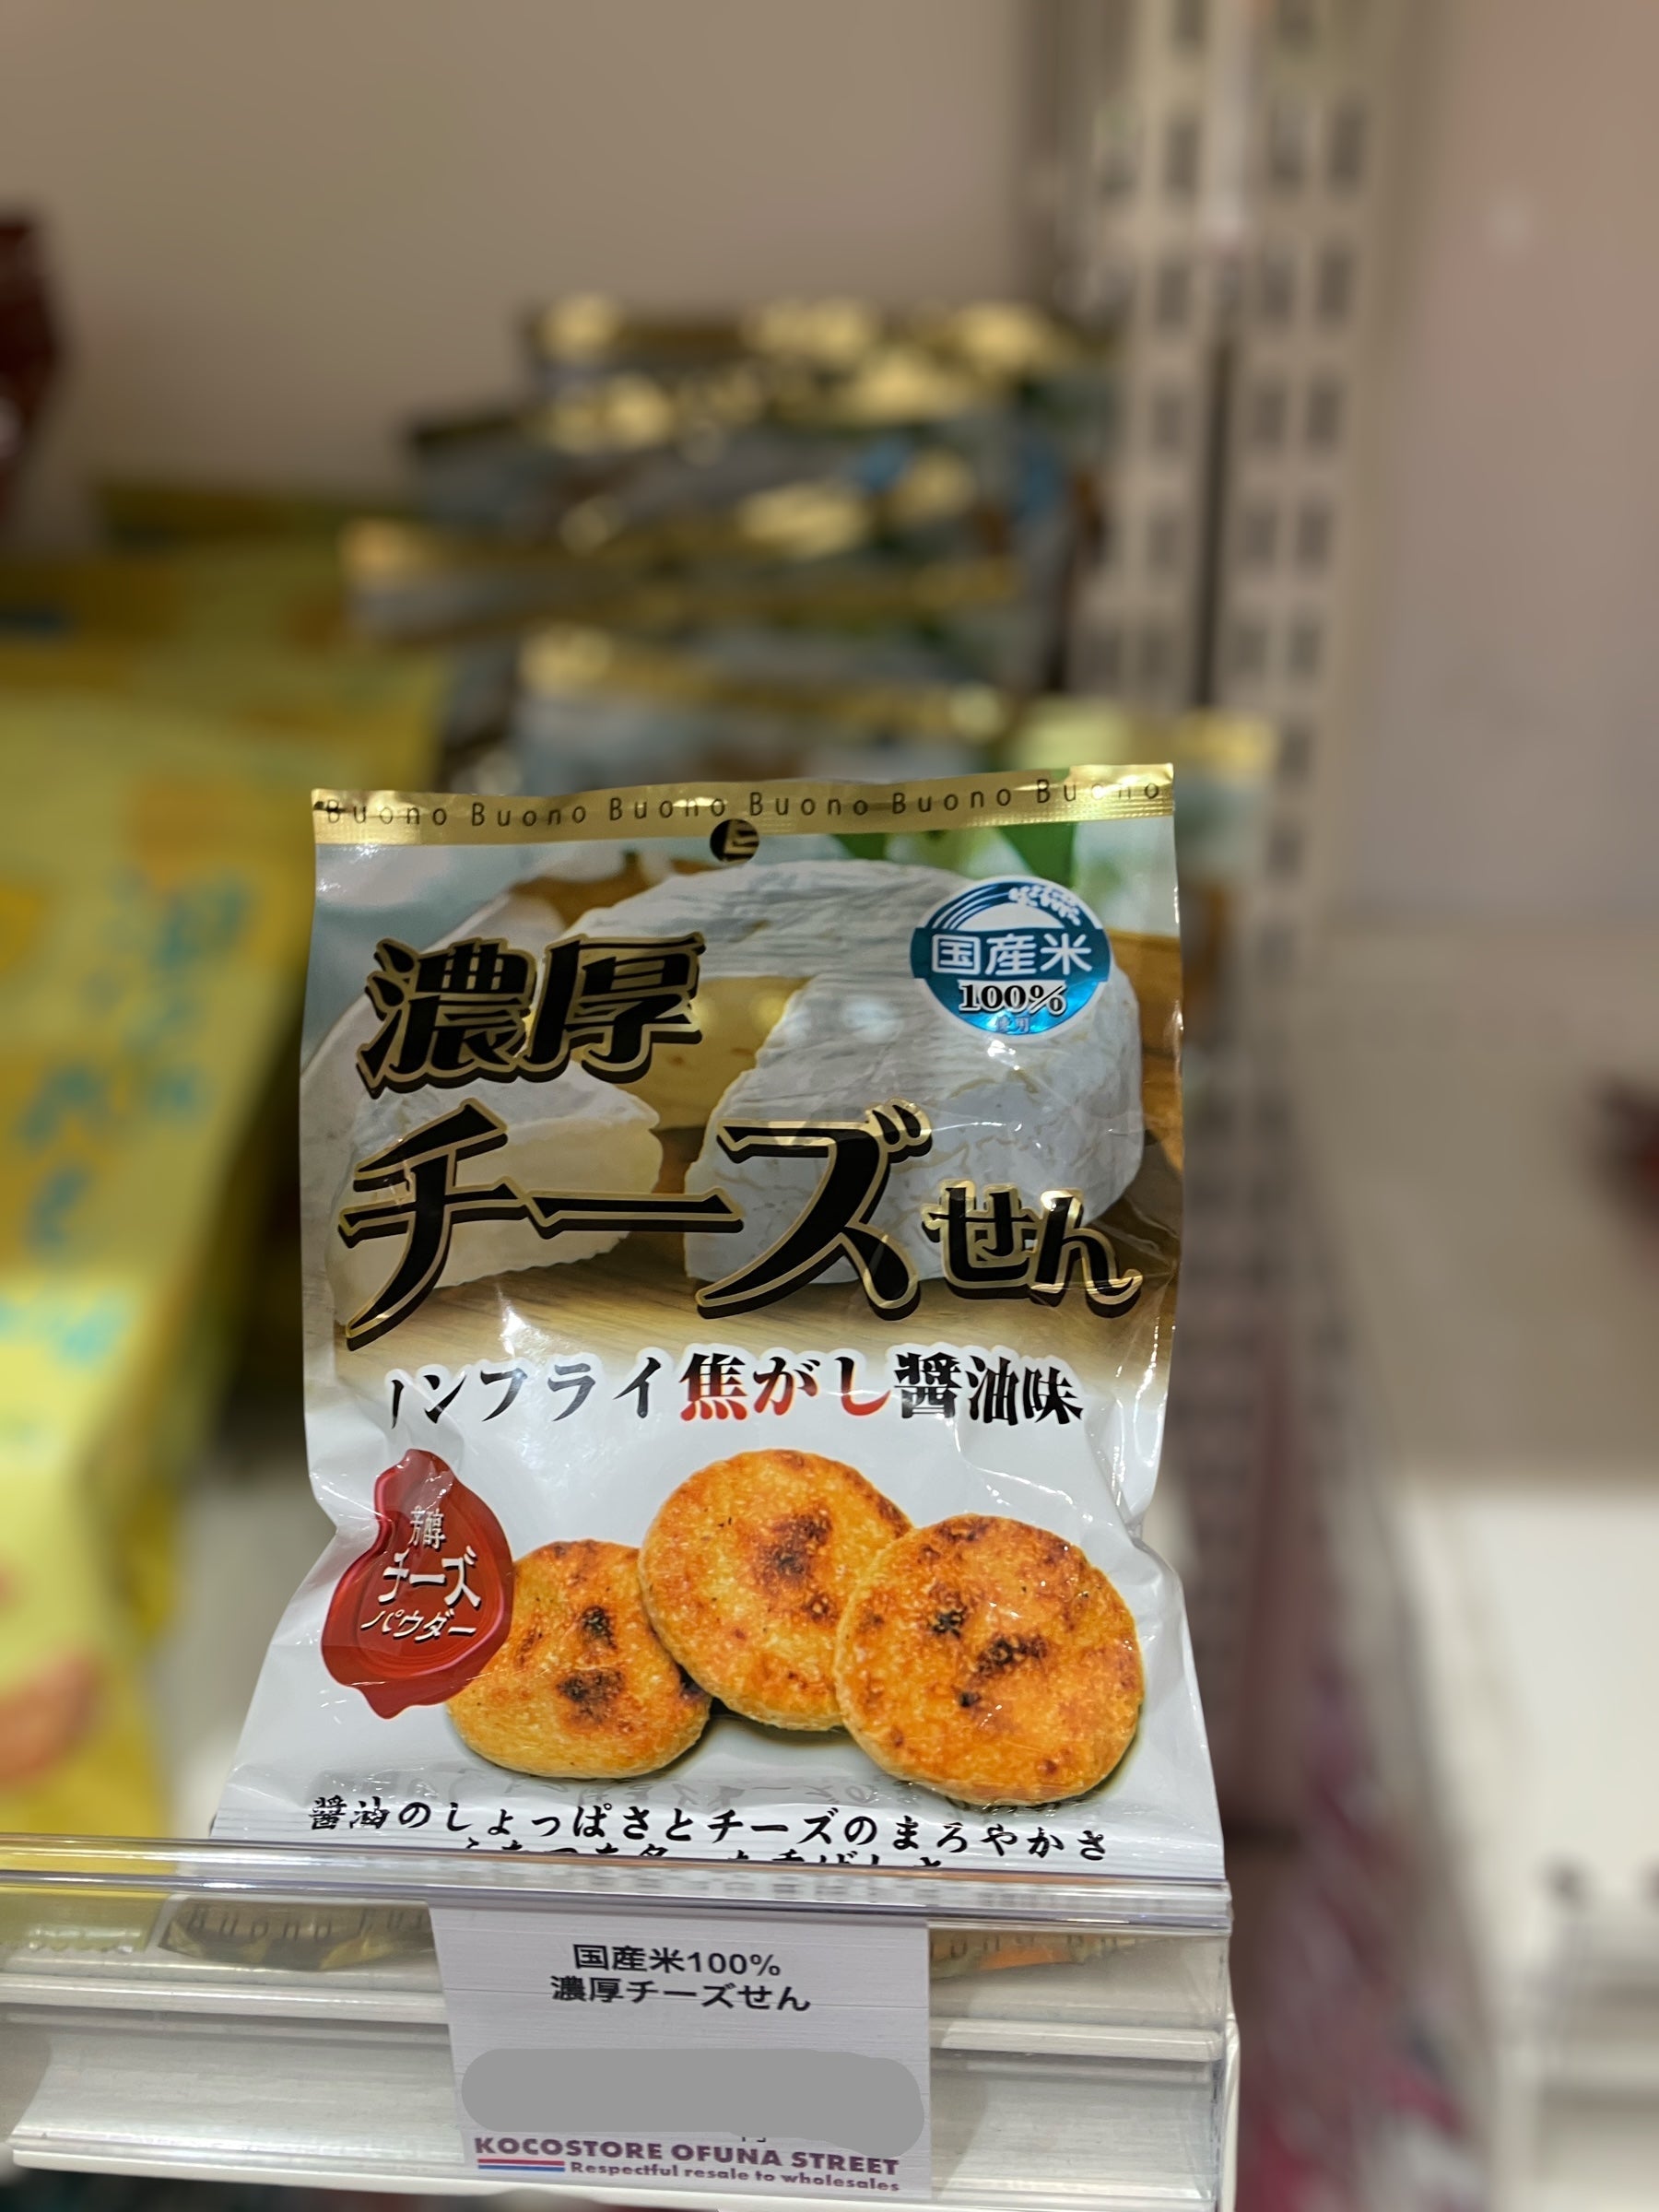 Buono Buono Buono Buono Buono Buono
国産米
100%
使用
濃厚
チーズせん
ノンフライ焦がし醤油味
芳醇
チーズ
パウダー
醤油のしょっぱさとチーズのまろやかさ
国産米100%
濃厚チーズせん
KOCOSTORE OFUNA STREET
Respectful resale to wholesales